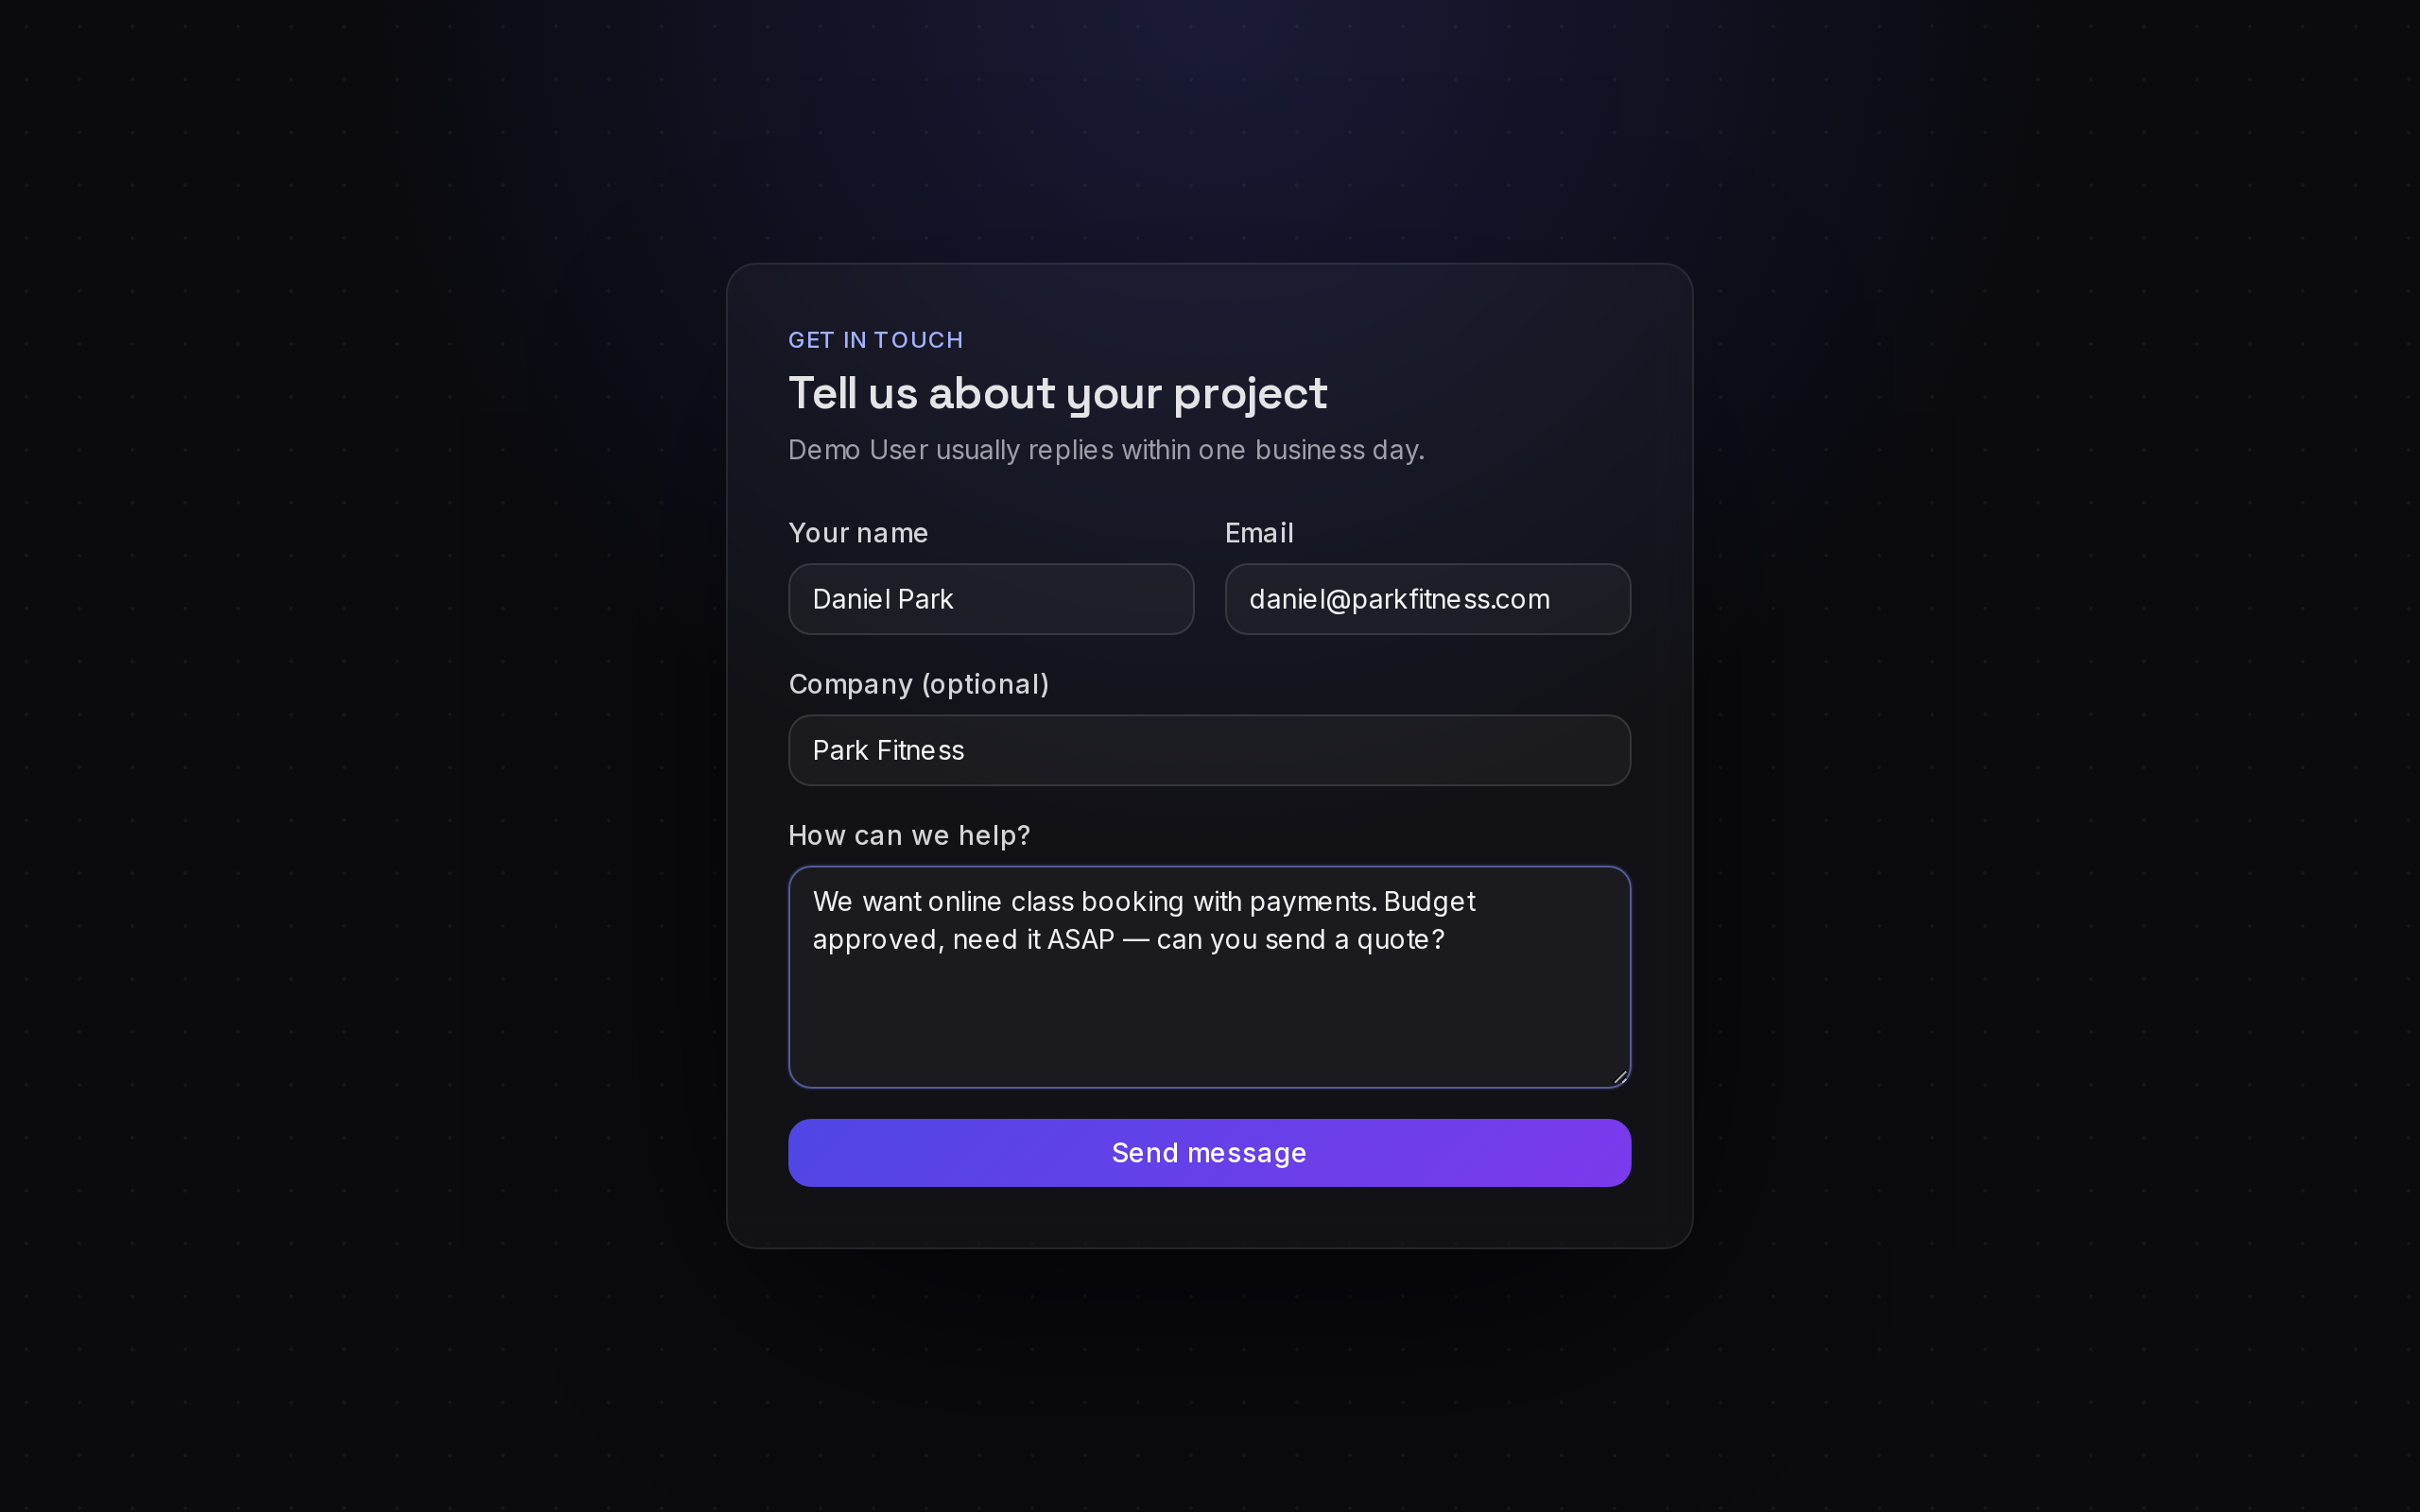 GET IN TOUCH
Tell us about your project
Demo User usually replies within one business day.
Your name
Email
Daniel Park
daniel@parkfitness.com
Company (optional)
Park Fitness
How can we help?
We want online class booking with payments. Budget
approved, need it ASAP — can you send a quote?
Send message